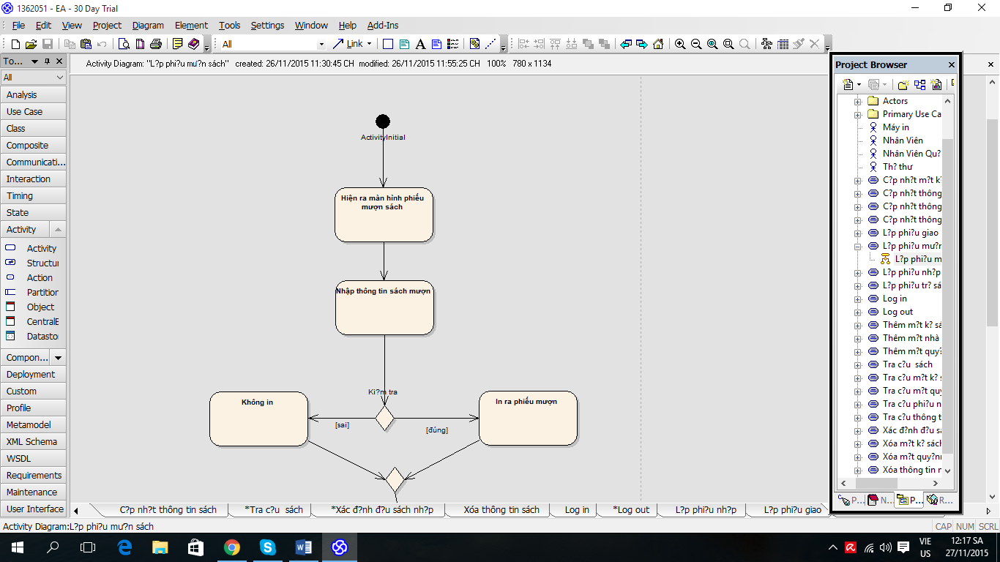 1362051 - EA - 30 Day Trial
File Edit View Project Diagram Element Tools Settings Window Help Add-Ins
All Link
To...
All
Analysis
Use Case
Class
Composite
Communicati...
Interaction
Timing
State
Activity
Activity
Structu
Action
Partition
Object
CentralB
Datasto
Compon...
Deployment
Custom
Profile
Metamodel
XML Schema
WSDL
Requirements
Maintenance
User Interface
Activity Diagram: "L?p phi?u mư?n sách" created: 26/11/2015 11:30:45 CH modified: 26/11/2015 11:55:25 CH 100% 780 x 1134
ActivityInitial
Hiện ra màn hình phiếu
mượn sách
Nhập thông tin sách mượn
Ki?m tra
Không in
[sai]
[đúng]
In ra phiếu mượn
Project Browser
Actors
Primary Use Ca
Máy in
Nhân Viên
Nhân Viên Qu?
Th? thư
C?p nh?t m?t k?
C?p nh?t thông
C?p nh?t thông
C?p nh?t thông
L?p phi?u giao
L?p phi?u mư?n
L?p phi?u m
L?p phi?u nh?p
L?p phi?u tr? sá
Log in
Log out
Thêm m?t k? sá
Thêm m?t nhà
Thêm m?t quy?
Tra c?u sách
Tra c?u m?t k? s
Tra c?u m?t quy
Tra c?u phi?u n
Tra c?u thông t
Xác đ?nh đ?u sá
Xóa m?t k? sách
Xóa m?t quy?n
Xóa thông tin n
P... N... P... R...
C?p nh?t thông tin sách *Tra c?u sách *Xác đ?nh đ?u sách nh?p Xóa thông tin sách Log in *Log out L?p phi?u nh?p L?p phi?u giao
Activity Diagram:L?p phi?u mư?n sách
CAP NUM SCRL
VIE
US
12:17 SA
27/11/2015